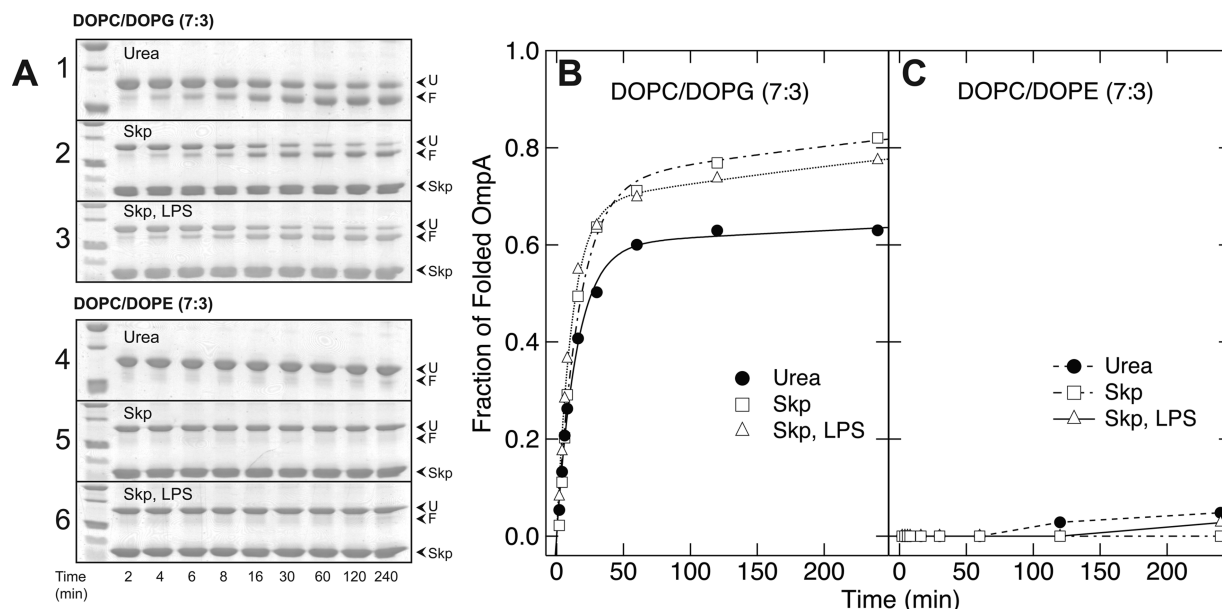 DOPC/DOPG (7:3)
A
1
Urea
U
F
2
Skp
U
F
Skp
3
Skp, LPS
U
F
Skp
DOPC/DOPE (7:3)
4
Urea
U
F
5
Skp
U
F
Skp
6
Skp, LPS
U
F
Skp
Time (min) 2 4 6 8 16 30 60 120 240
B
DOPC/DOPG (7:3)
Fraction of Folded OmpA
1.0
0.8
0.6
0.4
0.2
0.0
Urea
Skp
Skp, LPS
0 50 100 150 200
C
DOPC/DOPE (7:3)
Urea
Skp
Skp, LPS
0 50 100 150 200
Time (min)